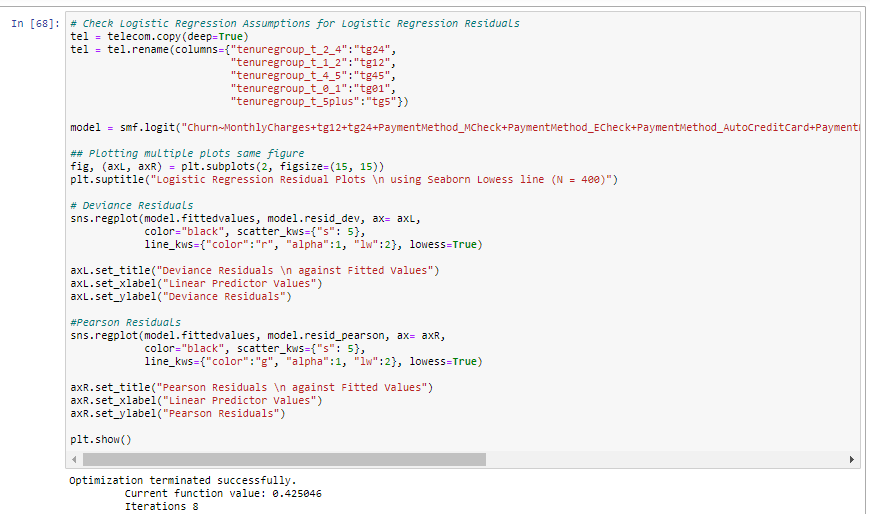 In [68]: # Check Logistic Regression Assumptions for Logistic Regression Residuals
tel = telecom.copy(deep=True)
tel = tel.rename(columns={"tenuregroup_t_2_4":"tg24",
"tenuregroup_t_1_2":"tg12",
"tenuregroup_t_4_5":"tg45",
"tenuregroup_t_0_1":"tg01",
"tenuregroup_t_5plus":"tg5"})
model = smf.logit("Churn~MonthlyCharges+tg12+tg24+PaymentMethod_MCheck+PaymentMethod_ECheck+PaymentMethod_AutoCreditCard+Payment
## Plotting multiple plots same figure
fig, (axL, axR) = plt.subplots(2, figsize=(15, 15))
plt.suptitle("Logistic Regression Residual Plots \n using Seaborn Lowess line (N = 400)")
# Deviance Residuals
sns.regplot(model.fittedvalues, model.resid_dev, ax= axL,
color="black", scatter_kws={"s": 5},
line_kws={"color":"r", "alpha":1, "lw":2}, lowess=True)
axL.set_title("Deviance Residuals \n against Fitted Values")
axL.set_xlabel("Linear Predictor Values")
axL.set_ylabel("Deviance Residuals")
#Pearson Residuals
sns.regplot(model.fittedvalues, model.resid_pearson, ax= axR,
color="black", scatter_kws={"s": 5},
line_kws={"color":"g", "alpha":1, "lw":2}, lowess=True)
axR.set_title("Pearson Residuals \n against Fitted Values")
axR.set_xlabel("Linear Predictor Values")
axR.set_ylabel("Pearson Residuals")
plt.show()
Optimization terminated successfully.
Current function value: 0.425046
Iterations 8